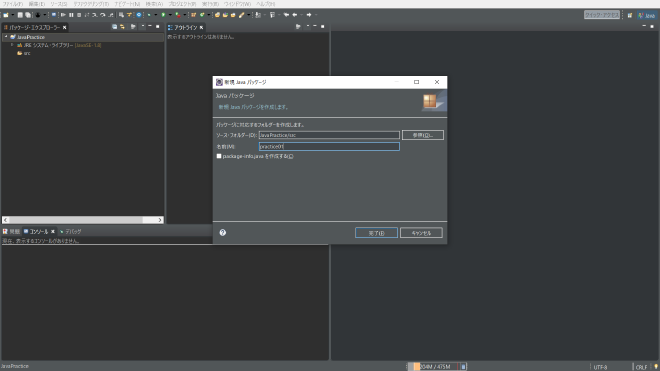 ファイル(F) 編集(E) ソース(S) リファクタリング(T) ナビゲート(N) 検索(A) プロジェクト(P) 実行(R) ウィンドウ(W) ヘルプ(H)
クイック・アクセス
Java
パッケージ・エクスプローラー
アウトライン
JavaPractice
表示するアウトラインはありません。
JRE システム・ライブラリー [JavaSE-1.8]
src
新規 Java パッケージ
Java パッケージ
新規 Java パッケージを作成します。
パッケージに対応するフォルダーを作成します。
ソース・フォルダー(D): JavaPractice/src 参照(O)...
名前(M): practice01
package-info.java を作成する(C)
完了(F) キャンセル
問題 コンソール デバッグ
現在、表示するコンソールがありません。
JavaPractice
204M / 475M
UTF-8
CRLF